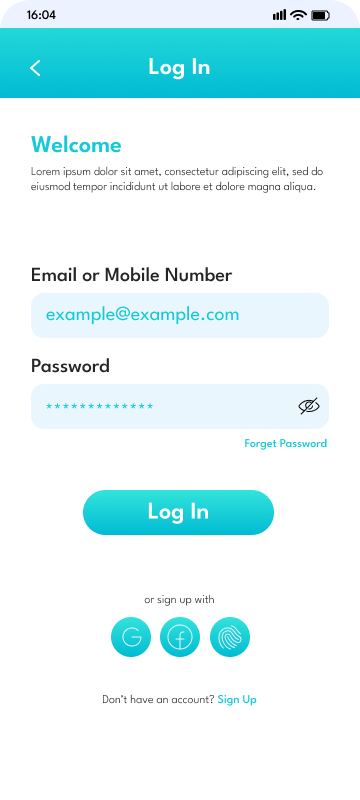 16:04
Log In
Welcome
Lorem ipsum dolor sit amet, consectetur adipiscing elit, sed do
eiusmod tempor incididunt ut labore et dolore magna aliqua.
Email or Mobile Number
example@example.com
Password
*************
Forget Password
Log In
or sign up with
Don't have an account? Sign Up